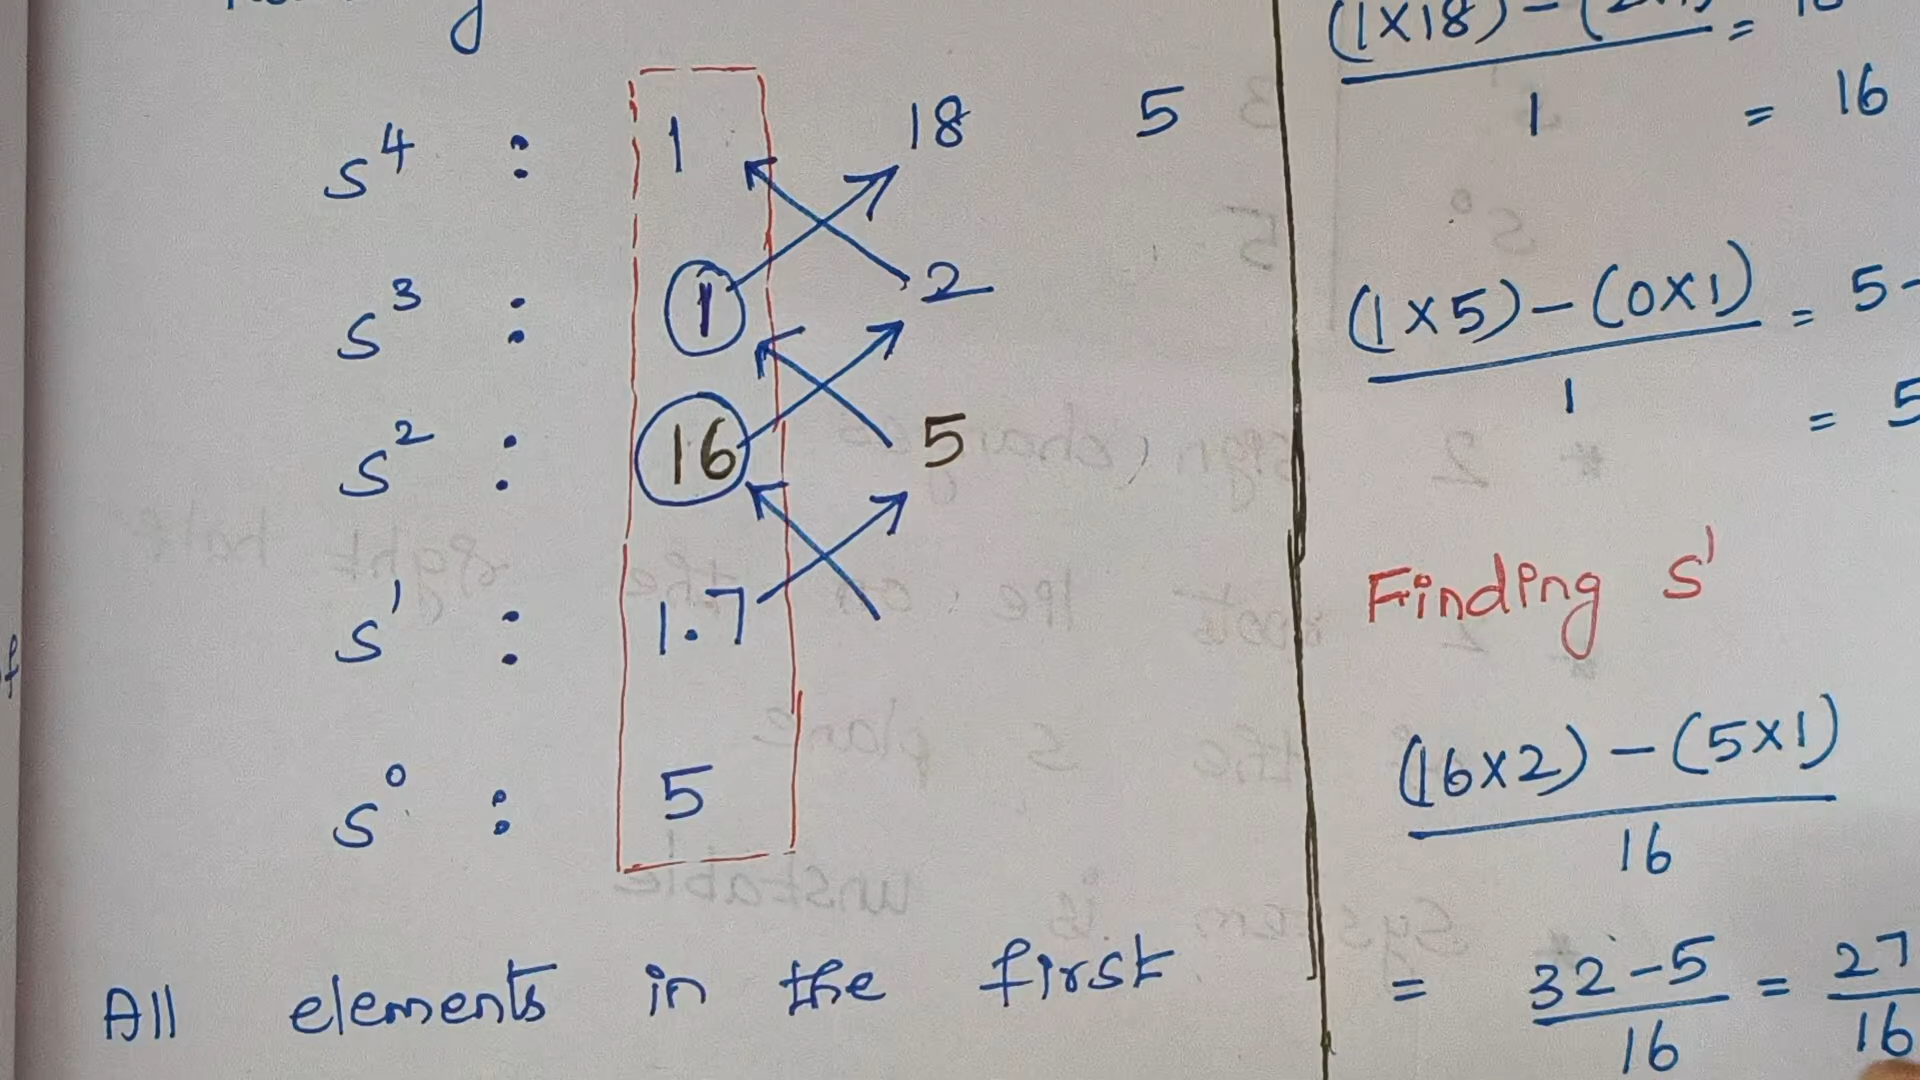 s⁴ : 1 18 5
s³ : 1 2
s² : 16 5
s¹ : 1.7
s⁰ : 5
All elements in the first
(1×18) – (
1
=
= 16
(1×5) – (0×1) = 5-
1
= 5
Finding s¹
(16×2) – (5×1)
16
= 32-5 = 27
16 16